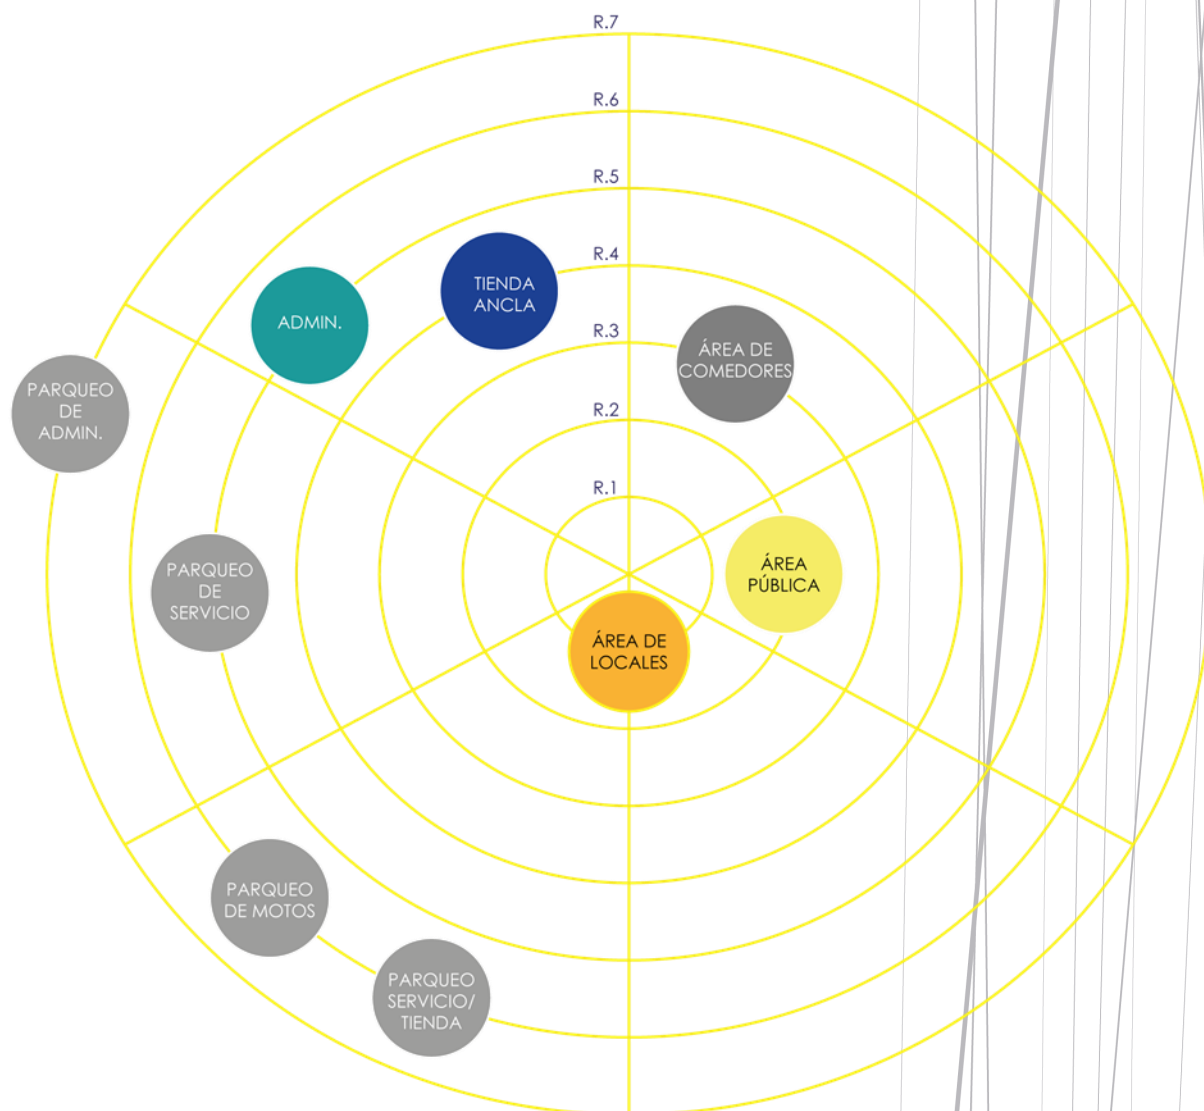 R.7
R.6
R.5
R.4
TIENDA
ANCLA
ADMIN.
R.3
ÁREA DE
COMEDORES
PARQUEO
DE
ADMIN.
R.2
R.1
ÁREA
PÚBLICA
PARQUEO
DE
SERVICIO
ÁREA DE
LOCALES
PARQUEO
DE MOTOS
PARQUEO
SERVICIO/
TIENDA